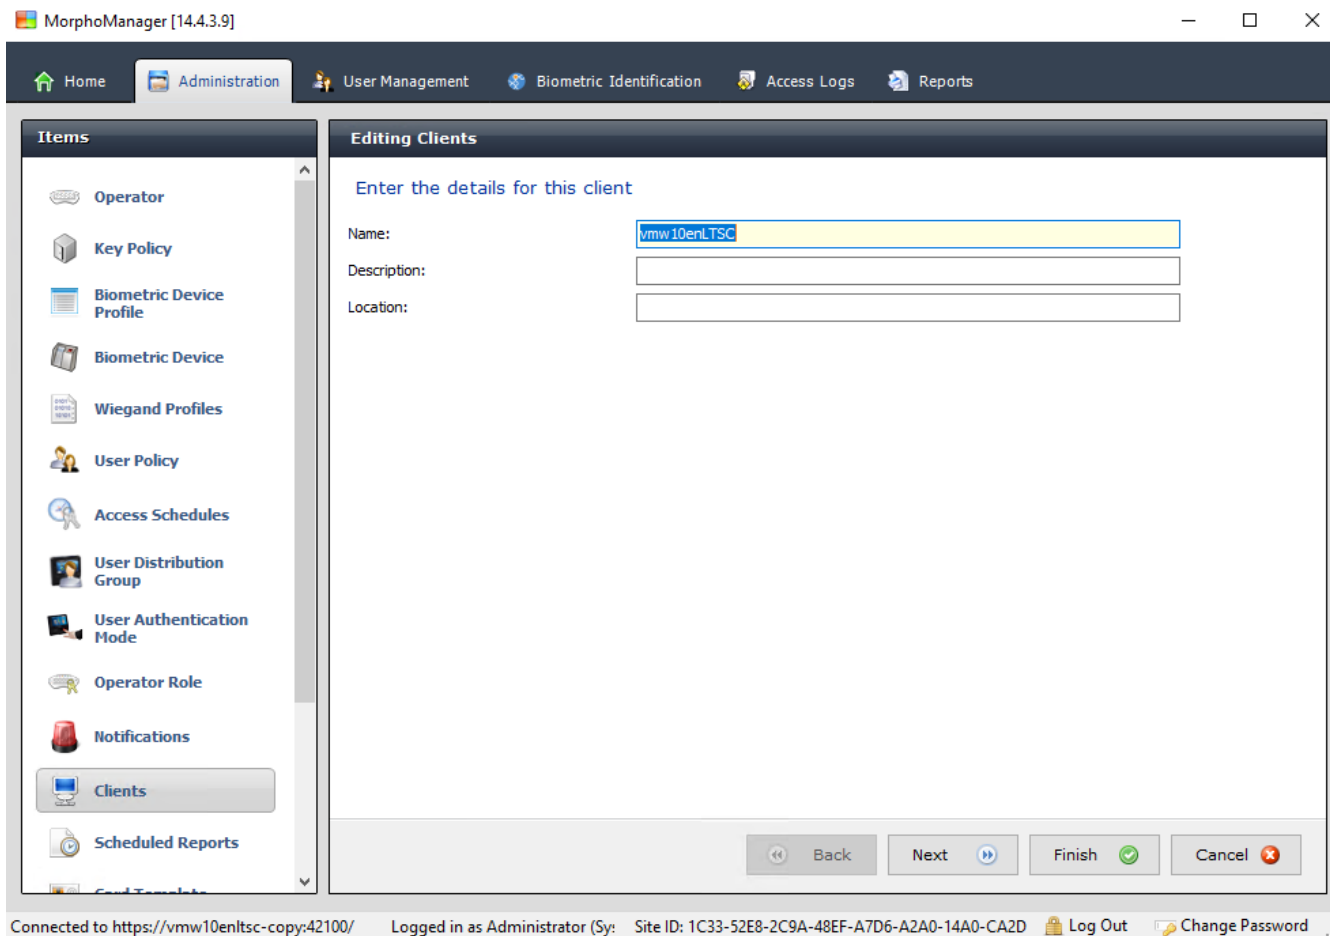 MorphoManager [14.4.3.9]
Home
Administration
User Management
Biometric Identification
Access Logs
Reports
Items
Operator
Key Policy
Biometric Device
Profile
Biometric Device
Wiegand Profiles
User Policy
Access Schedules
User Distribution
Group
User Authentication
Mode
Operator Role
Notifications
Clients
Scheduled Reports
Card Template
Editing Clients
Enter the details for this client
Name:
vmw10enLTSC
Description:
Location:
Back
Next
Finish
Cancel
Connected to https://vmw10enltsc-copy:42100/
Logged in as Administrator (Sy:
Site ID: 1C33-52E8-2C9A-48EF-A7D6-A2A0-14A0-CA2D
Log Out
Change Password